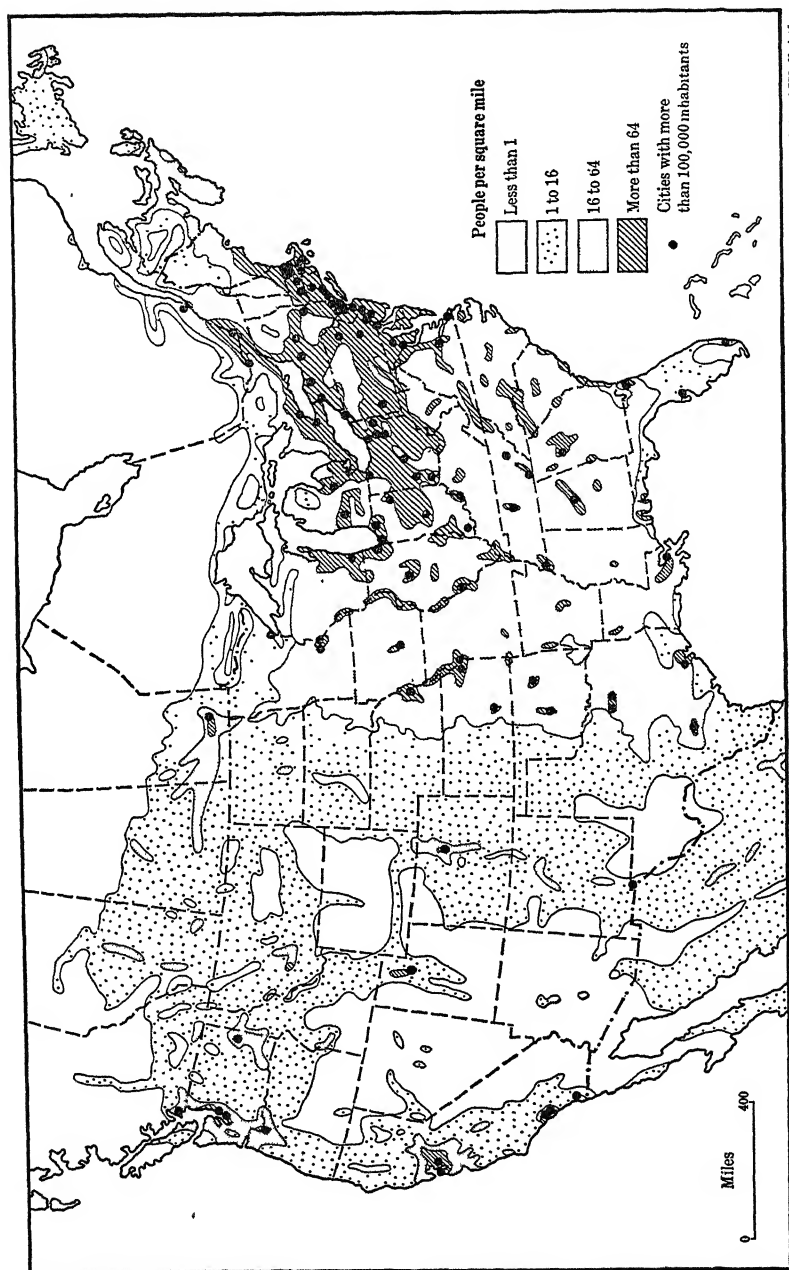 People per square mile
Less than 1
1 to 16
16 to 64
More than 64
Cities with more
than 100,000 inhabitants
Miles
0 400